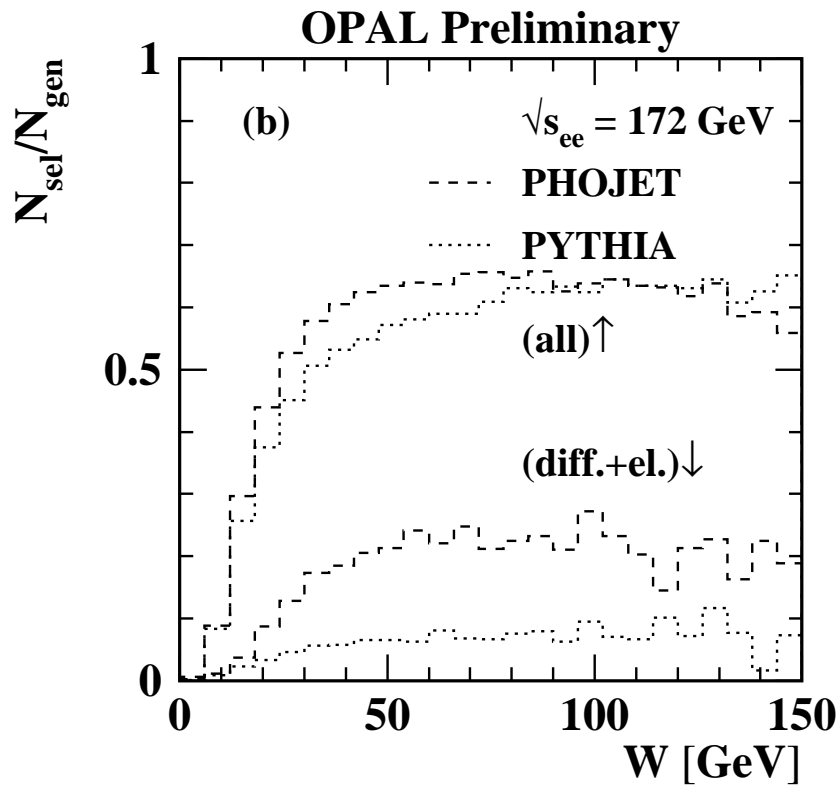 OPAL Preliminary
N_sel/N_gen
1
(b)
√s_ee = 172 GeV
PHOJET
PYTHIA
(all)↑
0.5
(diff.+el.)↓
0
0 50 100 150
W [GeV]